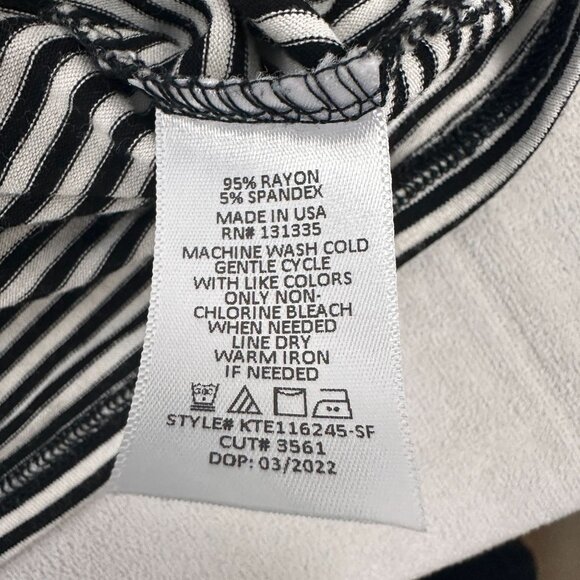 95% RAYON
5% SPANDEX
MADE IN USA
RN# 131335
MACHINE WASH COLD
GENTLE CYCLE
WITH LIKE COLORS
ONLY NON-
CHLORINE BLEACH
WHEN NEEDED
LINE DRY
WARM IRON
IF NEEDED
STYLE# KTE116245-SF
CUT# 3561
DOP: 03/2022